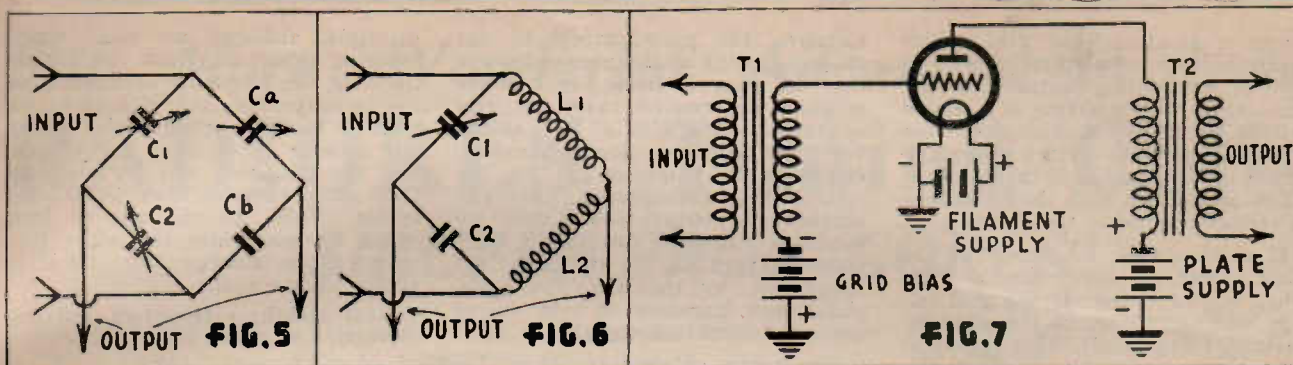 INPUT
C1
Ca
C2
Cb
OUTPUT
FIG.5
INPUT
C1
L1
C2
L2
OUTPUT
FIG.6
T1
INPUT
-
GRID BIAS
+
- +
FILAMENT
SUPPLY
T2
OUTPUT
+
PLATE
SUPPLY
-
FIG.7